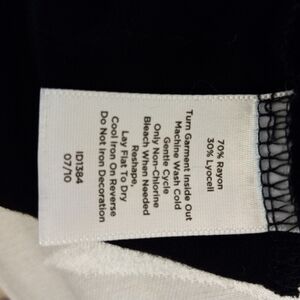 70% Rayon
30% Lyocell
Turn Garment Inside Out
Machine Wash Cold
Gentle Cycle
Only Non-Chlorine
Bleach When Needed
Reshape,
Lay Flat To Dry
Cool Iron On Reverse
Do Not Iron Decoration
ID1384
07/10